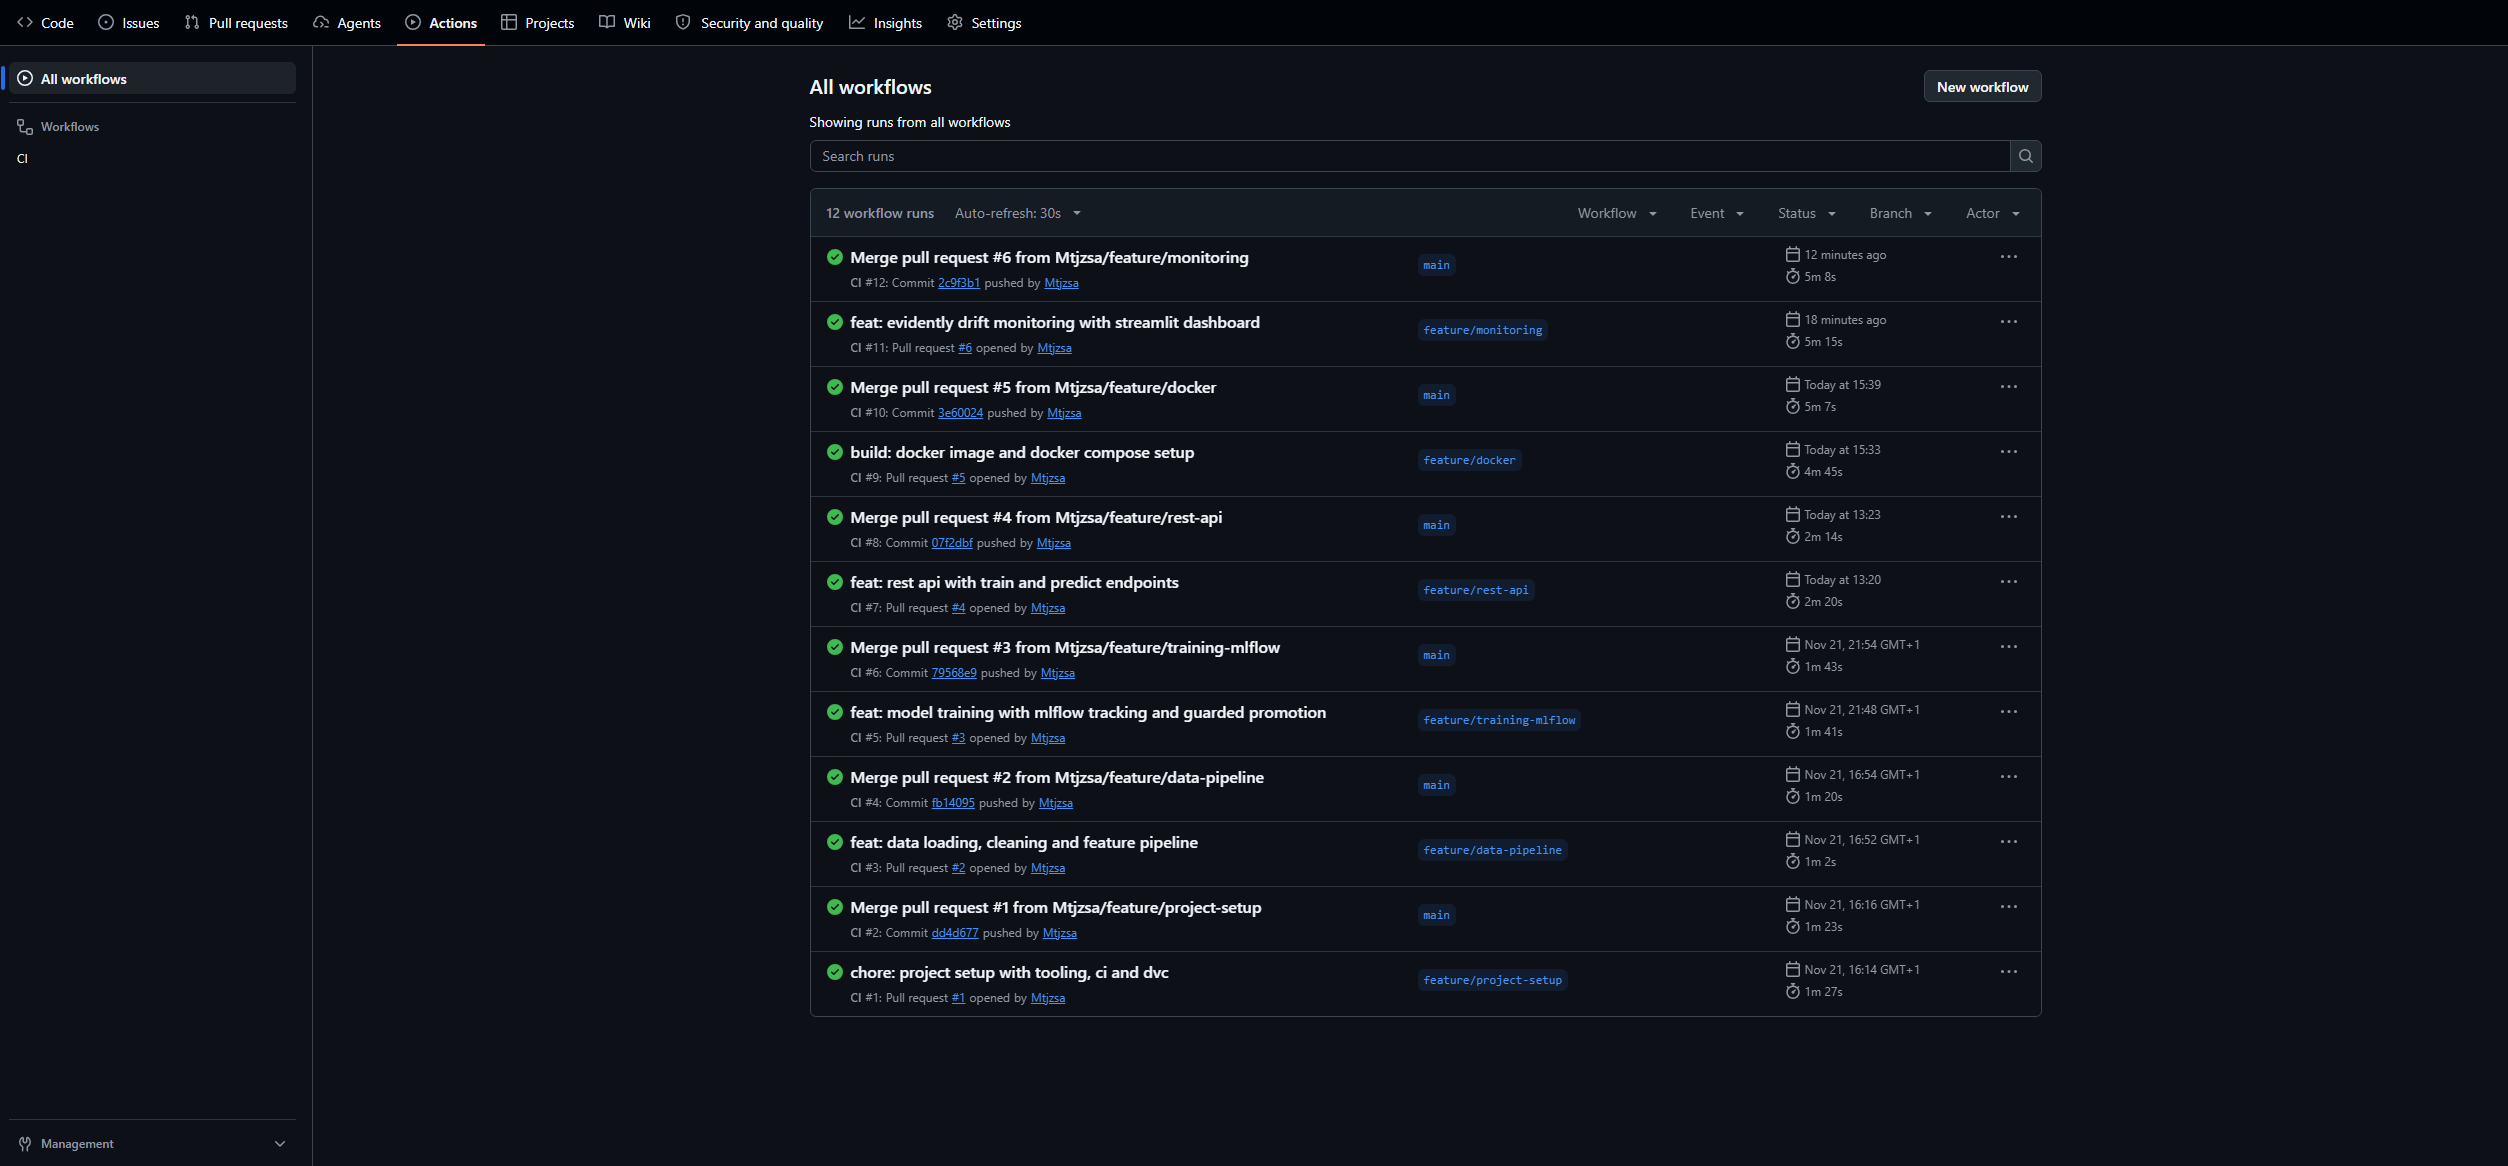 Code Issues Pull requests Agents Actions Projects Wiki Security and quality Insights Settings
All workflows
Workflows
CI
Management
All workflows
New workflow
Showing runs from all workflows
Search runs
12 workflow runs Auto-refresh: 30s Workflow Event Status Branch Actor
Merge pull request #6 from Mtjzsa/feature/monitoring
CI #12: Commit 2c9f3b1 pushed by Mtjzsa
main
12 minutes ago
5m 8s
feat: evidently drift monitoring with streamlit dashboard
CI #11: Pull request #6 opened by Mtjzsa
feature/monitoring
18 minutes ago
5m 15s
Merge pull request #5 from Mtjzsa/feature/docker
CI #10: Commit 3e60024 pushed by Mtjzsa
main
Today at 15:39
5m 7s
build: docker image and docker compose setup
CI #9: Pull request #5 opened by Mtjzsa
feature/docker
Today at 15:33
4m 45s
Merge pull request #4 from Mtjzsa/feature/rest-api
CI #8: Commit 07f2dbf pushed by Mtjzsa
main
Today at 13:23
2m 14s
feat: rest api with train and predict endpoints
CI #7: Pull request #4 opened by Mtjzsa
feature/rest-api
Today at 13:20
2m 20s
Merge pull request #3 from Mtjzsa/feature/training-mlflow
CI #6: Commit 79568e9 pushed by Mtjzsa
main
Nov 21, 21:54 GMT+1
1m 43s
feat: model training with mlflow tracking and guarded promotion
CI #5: Pull request #3 opened by Mtjzsa
feature/training-mlflow
Nov 21, 21:48 GMT+1
1m 41s
Merge pull request #2 from Mtjzsa/feature/data-pipeline
CI #4: Commit fb14095 pushed by Mtjzsa
main
Nov 21, 16:54 GMT+1
1m 20s
feat: data loading, cleaning and feature pipeline
CI #3: Pull request #2 opened by Mtjzsa
feature/data-pipeline
Nov 21, 16:52 GMT+1
1m 2s
Merge pull request #1 from Mtjzsa/feature/project-setup
CI #2: Commit dd4d677 pushed by Mtjzsa
main
Nov 21, 16:16 GMT+1
1m 23s
chore: project setup with tooling, ci and dvc
CI #1: Pull request #1 opened by Mtjzsa
feature/project-setup
Nov 21, 16:14 GMT+1
1m 27s